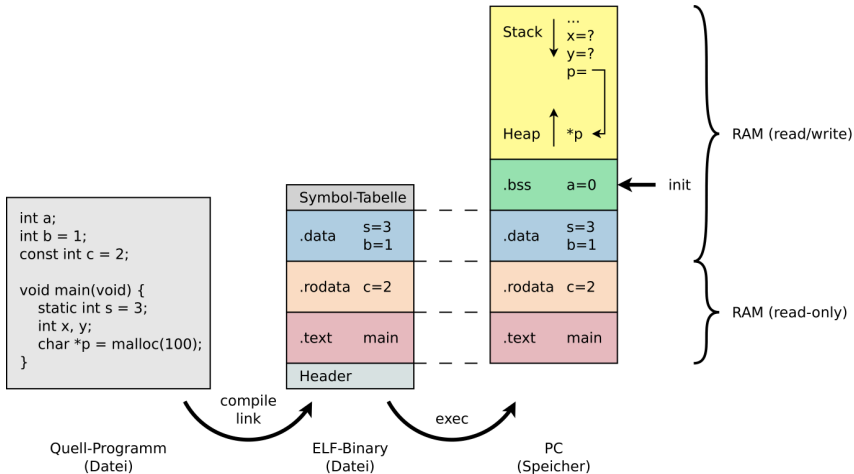 int a;
int b = 1;
const int c = 2;
void main(void) {
static int s = 3;
int x, y;
char *p = malloc(100);
}
Quell-Programm
(Datei)
compile
link
Symbol-Tabelle
.data s=3
b=1
.rodata c=2
.text main
Header
ELF-Binary
(Datei)
exec
Stack
...
x=?
y=?
p=
Heap *p
.bss a=0
.data s=3
b=1
.rodata c=2
.text main
PC
(Speicher)
init
RAM (read/write)
RAM (read-only)